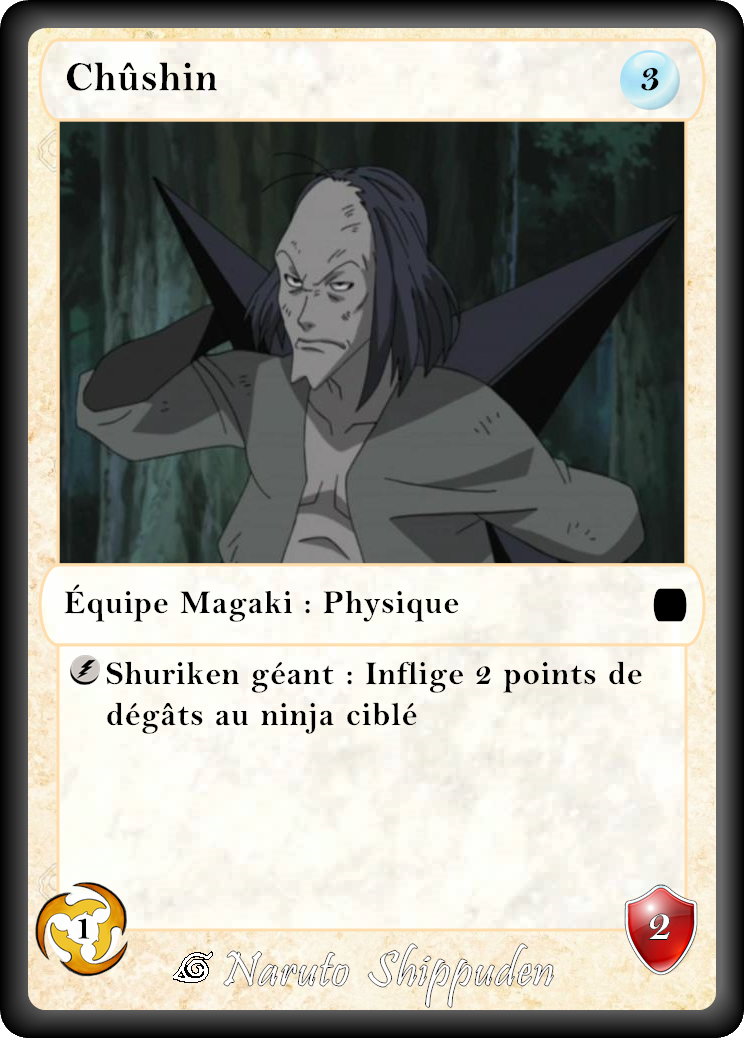 Chûshin
3
Équipe Magaki : Physique
Shuriken géant : Inflige 2 points de
dégâts au ninja ciblé
1
2
Naruto Shippuden